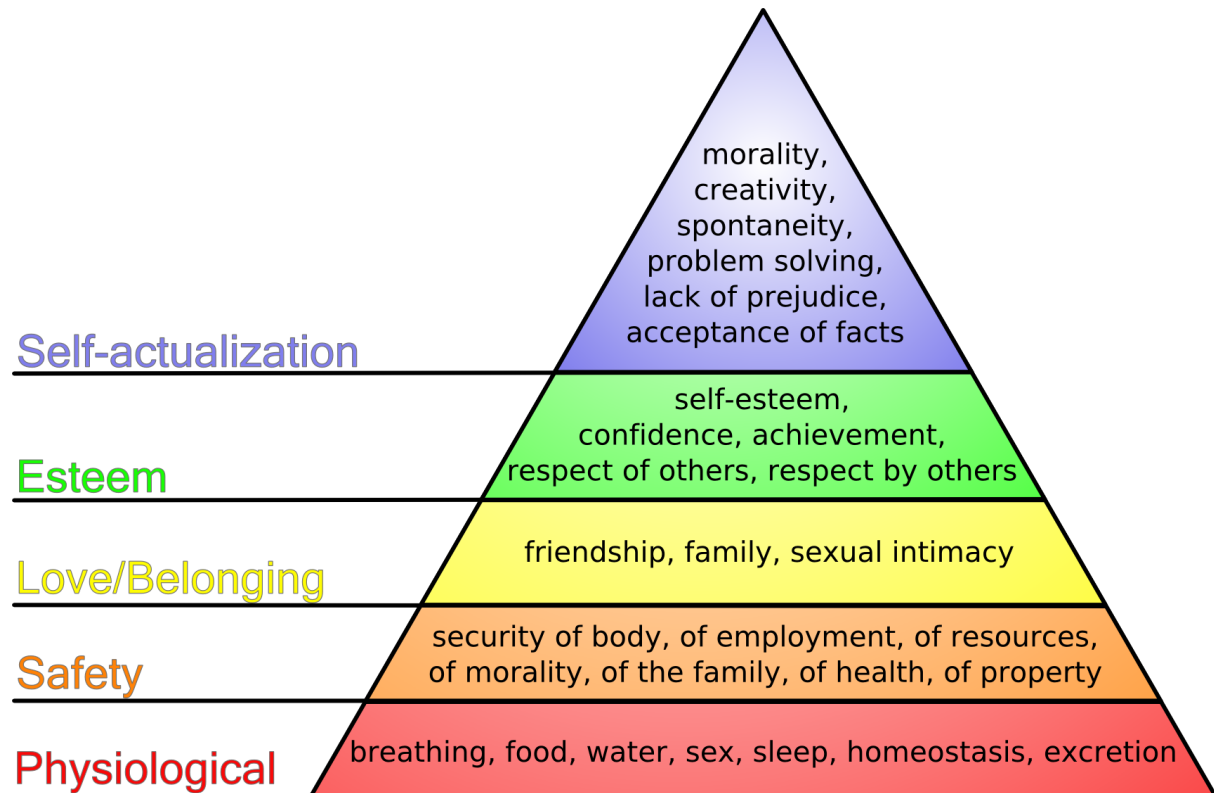 morality,
creativity,
spontaneity,
problem solving,
lack of prejudice,
acceptance of facts
Self-actualization
self-esteem,
confidence, achievement,
respect of others, respect by others
Esteem
friendship, family, sexual intimacy
Love/Belonging
security of body, of employment, of resources,
of morality, of the family, of health, of property
Safety
breathing, food, water, sex, sleep, homeostasis, excretion
Physiological